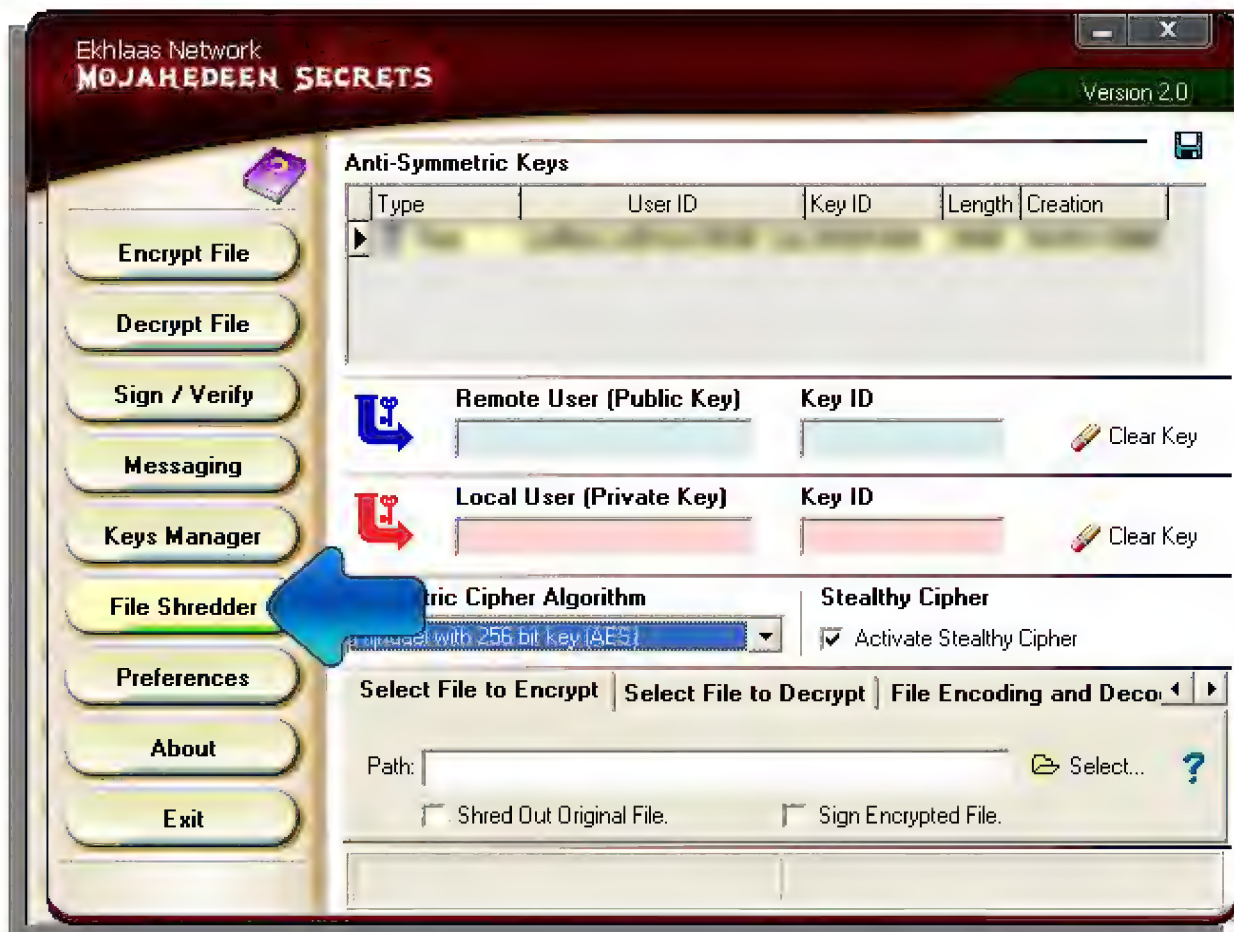 Ekhlaas Network
MOJAHEDEEN SECRETS
X
Version 2.0
Anti-Symmetric Keys
Type User ID Key ID Length Creation
Encrypt File
Decrypt File
Sign / Verify
Messaging
Keys Manager
File Shredder
Preferences
About
Exit
Remote User (Public Key) Key ID
Clear Key
Local User (Private Key) Key ID
Clear Key
Cipher Algorithm Stealthy Cipher
with 256 bit key (AES) Activate Stealthy Cipher
Select File to Encrypt Select File to Decrypt File Encoding and Deco
Path: Select... ?
Shred Out Original File. Sign Encrypted File.